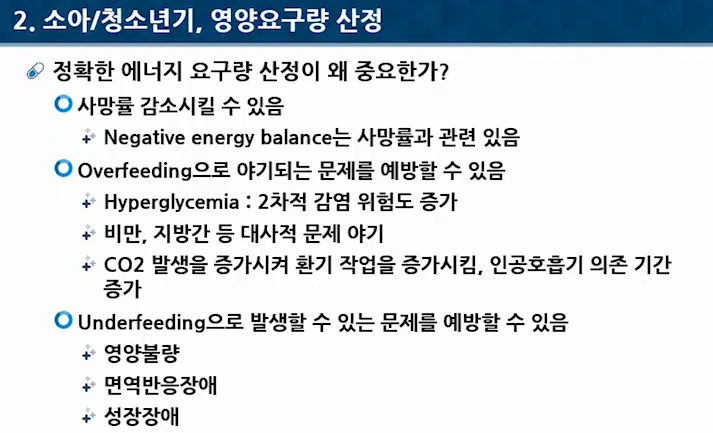 2. 소아/청소년기, 영양요구량 산정
정확한 에너지 요구량 산정이 왜 중요한가?
사망률 감소시킬 수 있음
Negative energy balance는 사망률과 관련 있음
Overfeeding으로 야기되는 문제를 예방할 수 있음
Hyperglycemia : 2차적 감염 위험도 증가
비만, 지방간 등 대사적 문제 야기
CO2 발생을 증가시켜 환기 작업을 증가시킴, 인공호흡기 의존 기간
증가
Underfeeding으로 발생할 수 있는 문제를 예방할 수 있음
영양불량
면역반응장애
성장장애